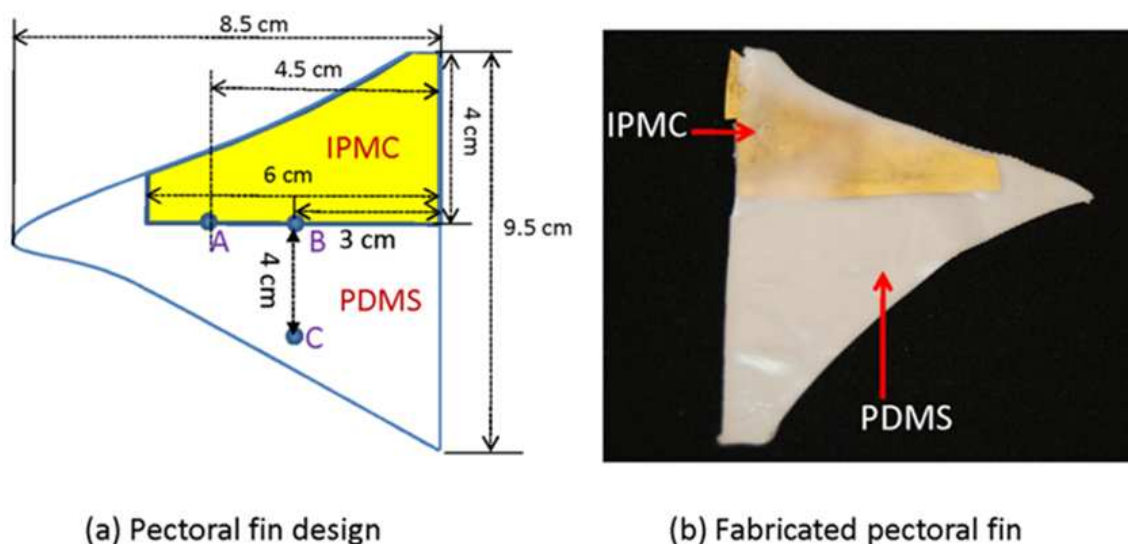 8.5 cm
4.5 cm
IPMC
4 cm
6 cm
A
B
3 cm
9.5 cm
4 cm
PDMS
C
IPMC
PDMS
(a) Pectoral fin design
(b) Fabricated pectoral fin